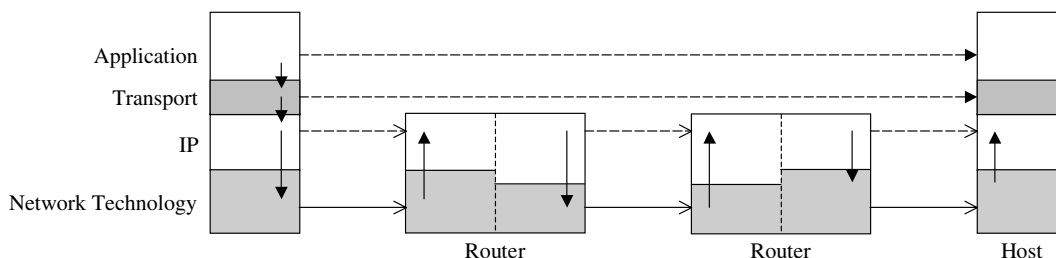 Application
Transport
IP
Network Technology
Router
Router
Host